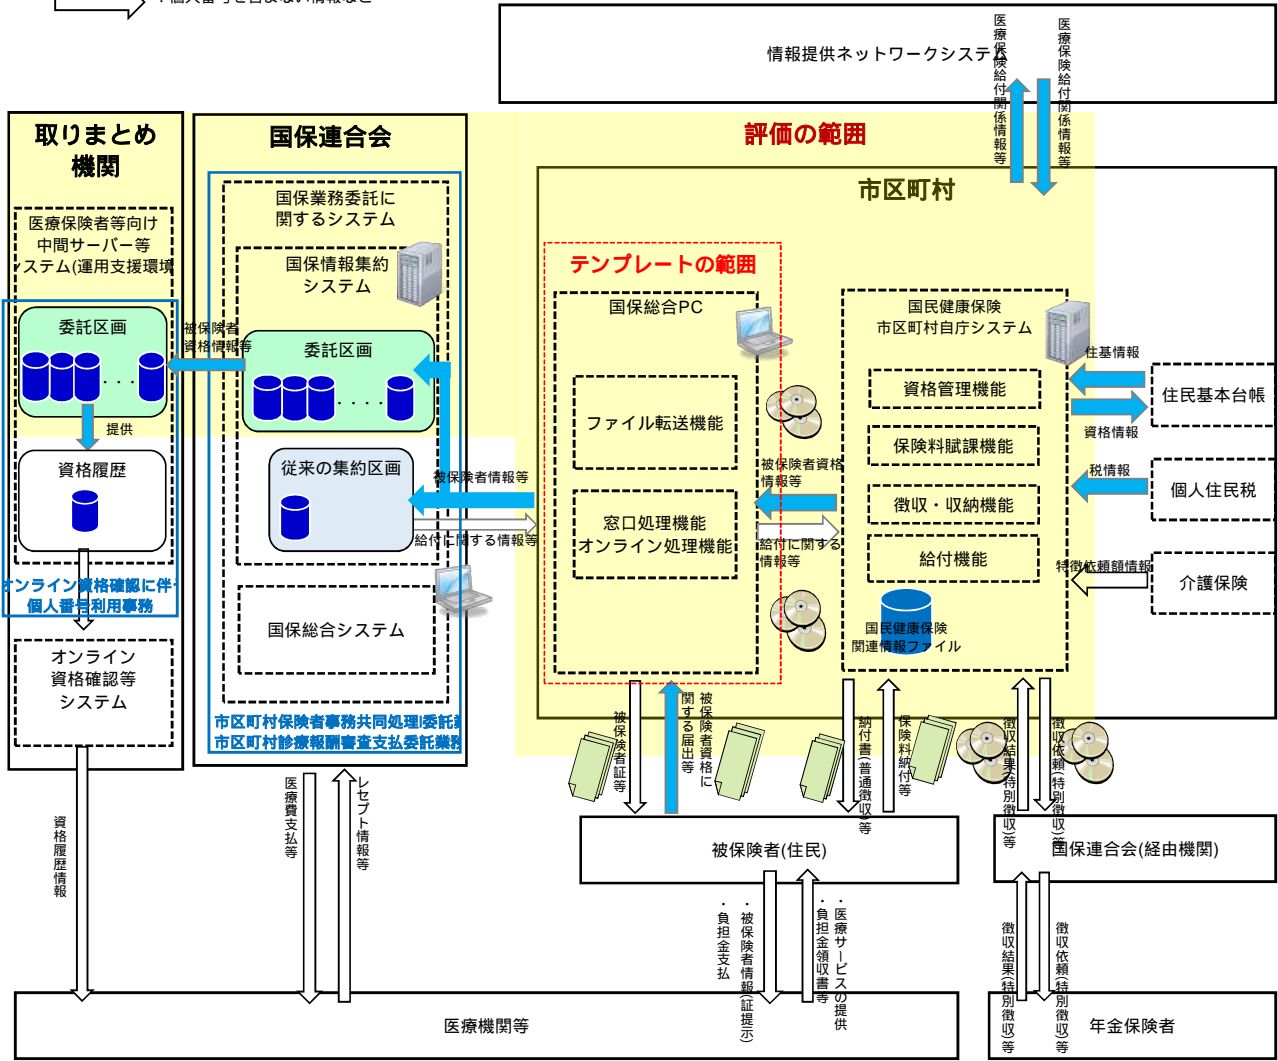 ：個人番号を含まない情報など
情報提供ネットワークシステム
医療保険給付関係情報等
医療保険給付関係情報等
取りまとめ
機関
医療保険者等向け
中間サーバー等
システム(運用支援環境
委託区画
・・・
提供
資格履歴
オンライン資格確認に伴う
個人番号利用事務
オンライン
資格確認等
システム
資格履歴情報
国保連合会
国保業務委託に
関するシステム
国保情報集約
システム
被保険者
資格情報等
委託区画
・・・・
従来の集約区画
被保険者情報等
給付に関する情報等
国保総合システム
市区町村保険者事務共同処理委託業
市区町村診療報酬審査支払委託業務
医療費支払等
レセプト情報等
評価の範囲
市区町村
テンプレートの範囲
国保総合PC
ファイル転送機能
窓口処理機能
オンライン処理機能
被保険者資格
情報等
給付に関する
情報等
国民健康保険
市区町村自庁システム
資格管理機能
保険料賦課機能
徴収・収納機能
給付機能
国民健康保険
関連情報ファイル
住基情報
資格情報
税情報
特徴依頼額情報
住民基本台帳
個人住民税
介護保険
被保険者証等
被保険者資格に
関する届出等
納付書(普通徴収)等
保険料納付等
徴収結果(特別徴収)等
徴収依頼(特別徴収)等
被保険者(住民)
国保連合会(経由機関)
・被保険者情報(証提示)
・負担金支払
・医療サービスの提供
・負担金領収書等
徴収結果(特別徴収)等
徴収依頼(特別徴収)等
医療機関等
年金保険者